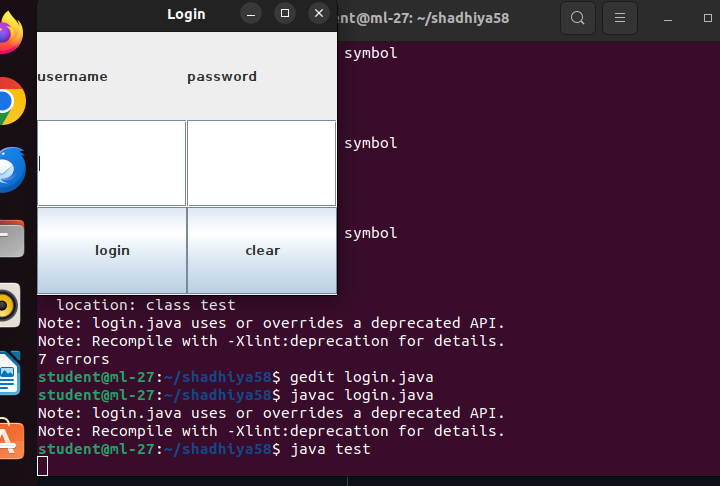 Login
student@ml-27: ~/shadhiya58
symbol
username password
symbol
login clear
symbol
location: class test
Note: login.java uses or overrides a deprecated API.
Note: Recompile with -Xlint:deprecation for details.
7 errors
student@ml-27:~/shadhiya58$ gedit login.java
student@ml-27:~/shadhiya58$ javac login.java
Note: login.java uses or overrides a deprecated API.
Note: Recompile with -Xlint:deprecation for details.
student@ml-27:~/shadhiya58$ java test